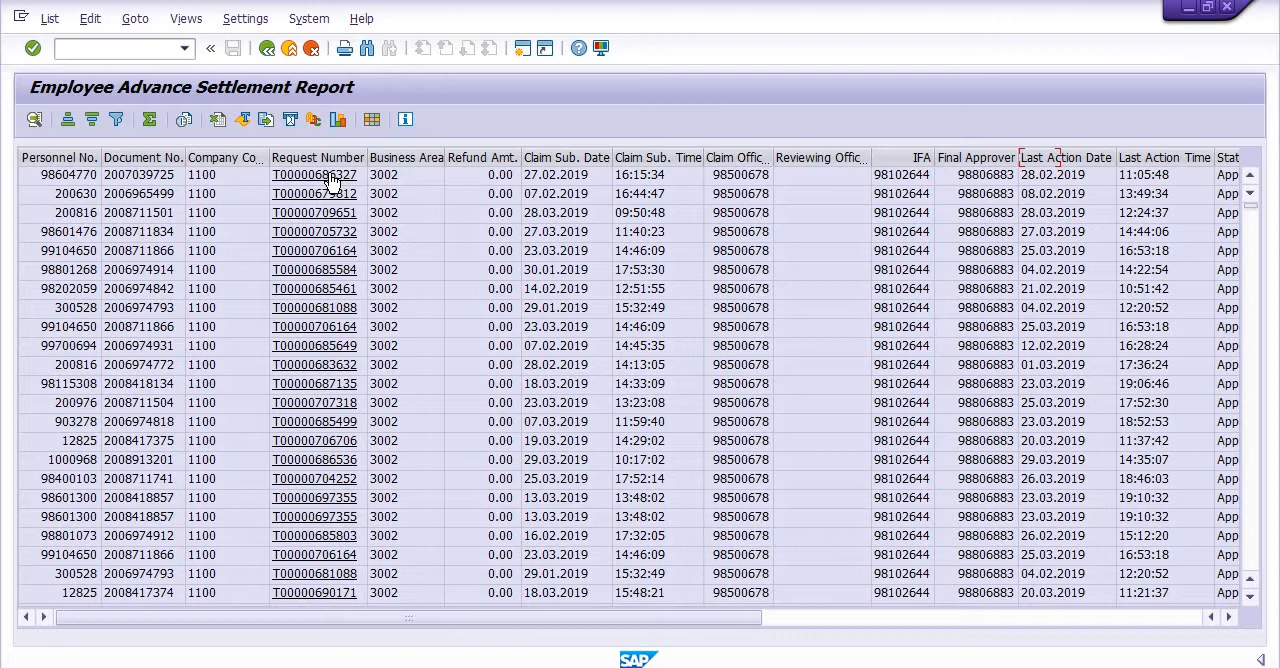 List Edit Goto Views Settings System Help
Employee Advance Settlement Report
Personnel No. Document No. Company Co... Request Number Business Area Refund Amt. Claim Sub. Date Claim Sub. Time Claim Offic... Reviewing Offic... IFA Final Approver Last Action Date Last Action Time Stat
98604770 2007039726 1100 3002 0.00 27.02.2019 16:15:34 98500678 98102644 98806883 28.02.2019 11:05:48 App
200630 2006965499 1100 3002 0.00 07.02.2019 16:44:47 98500678 98102644 98806883 08.02.2019 13:49:34 App
200816 2008711501 1100 T00000709651 3002 0.00 28.03.2019 09:50:48 98500678 98102644 98806883 28.03.2019 12:24:37 App
98601476 2008711834 1100 T00000705732 3002 0.00 27.03.2019 11:40:23 98500678 98102644 98806883 27.03.2019 14:44:06 App
99104650 2008711866 1100 T00000706164 3002 0.00 23.03.2019 14:46:09 98500678 98102644 98806883 25.03.2019 16:53:18 App
98801268 2006974914 1100 T00000685584 3002 0.00 30.01.2019 17:53:30 98500678 98102644 98806883 04.02.2019 14:22:54 App
98202059 2006974842 1100 T00000685461 3002 0.00 14.02.2019 12:51:55 98500678 98102644 98806883 21.02.2019 10:51:42 App
300528 2006974793 1100 T00000681088 3002 0.00 29.01.2019 15:32:49 98500678 98102644 98806883 04.02.2019 12:20:52 App
99104650 2008711866 1100 T00000706164 3002 0.00 23.03.2019 14:46:09 98500678 98102644 98806883 25.03.2019 16:53:18 App
99700694 2006974931 1100 T00000685649 3002 0.00 07.02.2019 14:45:35 98500678 98102644 98806883 12.02.2019 16:28:24 App
200816 2006974772 1100 T00000683632 3002 0.00 28.02.2019 14:13:05 98500678 98102644 98806883 01.03.2019 17:36:24 App
98115308 2008418134 1100 T00000687135 3002 0.00 18.03.2019 14:33:09 98500678 98102644 98806883 23.03.2019 19:06:46 App
200976 2008711504 1100 T00000707318 3002 0.00 23.03.2019 13:23:08 98500678 98102644 98806883 25.03.2019 17:52:30 App
903278 2006974818 1100 T00000685499 3002 0.00 07.03.2019 11:59:40 98500678 98102644 98806883 23.03.2019 18:52:53 App
12825 2008417375 1100 T00000706706 3002 0.00 19.03.2019 14:29:02 98500678 98102644 98806883 20.03.2019 11:37:42 App
1000968 2008913201 1100 T00000686536 3002 0.00 29.03.2019 10:17:02 98500678 98102644 98806883 29.03.2019 14:35:07 App
98400103 2008711741 1100 T00000704252 3002 0.00 25.03.2019 17:52:14 98500678 98102644 98806883 26.03.2019 18:46:03 App
98601300 2008418857 1100 T00000697355 3002 0.00 13.03.2019 13:48:02 98500678 98102644 98806883 23.03.2019 19:10:32 App
98601300 2008418857 1100 T00000697355 3002 0.00 13.03.2019 13:48:02 98500678 98102644 98806883 23.03.2019 19:10:32 App
98801073 2006974912 1100 T00000685803 3002 0.00 16.02.2019 17:32:05 98500678 98102644 98806883 26.02.2019 15:12:20 App
99104650 2008711866 1100 T00000706164 3002 0.00 23.03.2019 14:46:09 98500678 98102644 98806883 25.03.2019 16:53:18 App
300528 2006974793 1100 T00000681088 3002 0.00 29.01.2019 15:32:49 98500678 98102644 98806883 04.02.2019 12:20:52 App
12825 2008417374 1100 T00000690171 3002 0.00 18.03.2019 15:48:21 98500678 98102644 98806883 20.03.2019 11:21:37 App
SAP